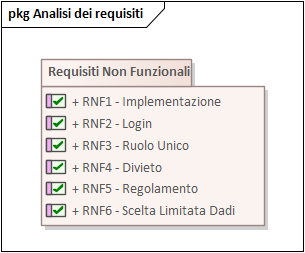 pkg Analisi dei requisiti
Requisiti Non Funzionali
+ RNF1 - Implementazione
+ RNF2 - Login
+ RNF3 - Ruolo Unico
+ RNF4 - Divieto
+ RNF5 - Regolamento
+ RNF6 - Scelta Limitata Dadi